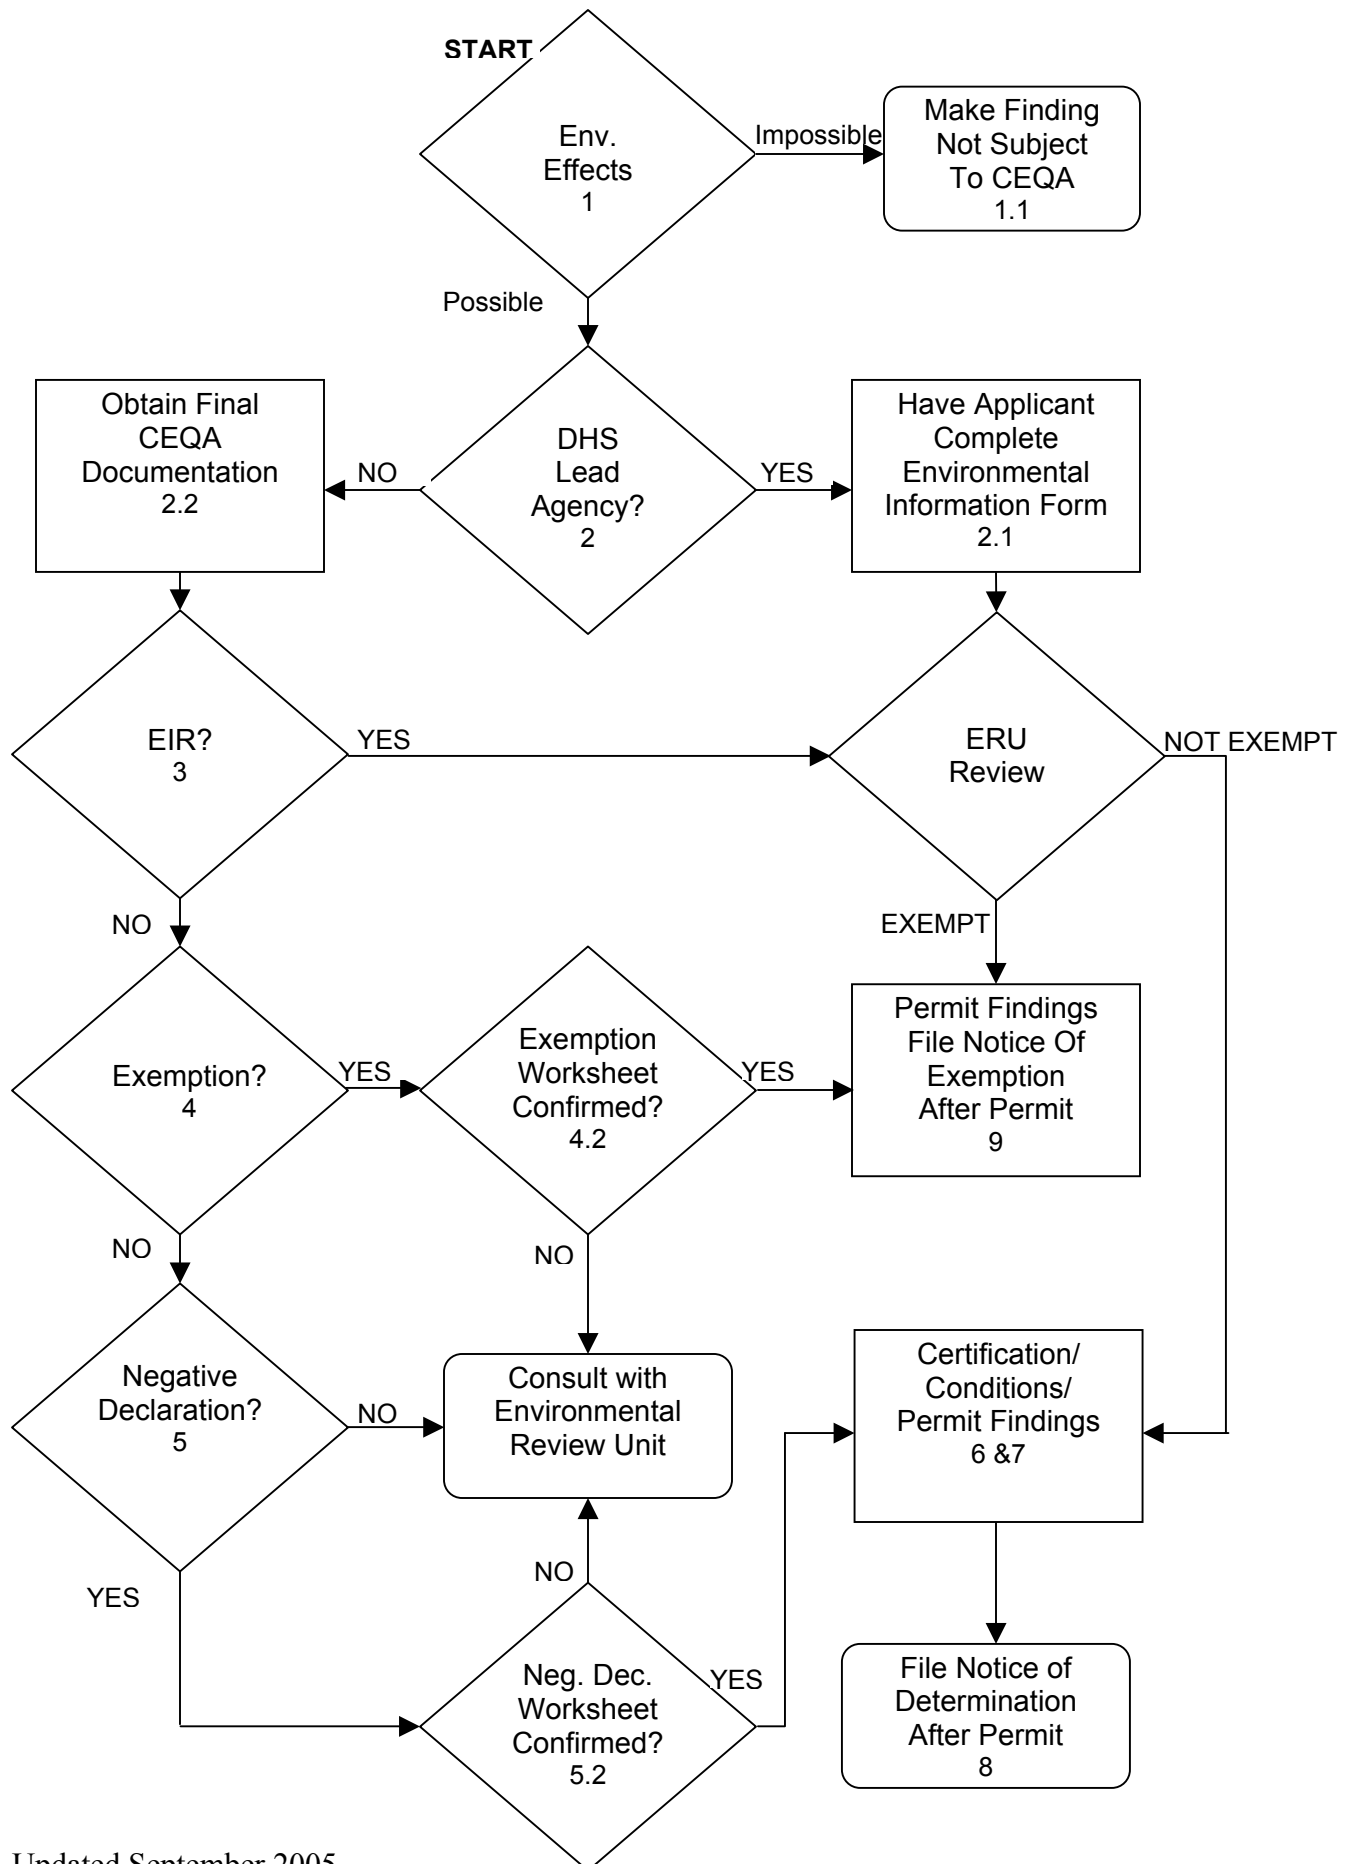 START
Env.
Effects
1
Impossible
Make Finding
Not Subject
To CEQA
1.1
Possible
Obtain Final
CEQA
Documentation
2.2
NO
DHS
Lead
Agency?
2
YES
Have Applicant
Complete
Environmental
Information Form
2.1
EIR?
3
YES
ERU
Review
NOT EXEMPT
NO
EXEMPT
Exemption?
4
YES
Exemption
Worksheet
Confirmed?
4.2
YES
Permit Findings
File Notice Of
Exemption
After Permit
9
NO
NO
Negative
Declaration?
5
NO
Consult with
Environmental
Review Unit
Certification/
Conditions/
Permit Findings
6 &7
YES
NO
Neg. Dec.
Worksheet
Confirmed?
5.2
YES
File Notice of
Determination
After Permit
8
Updated September 2005